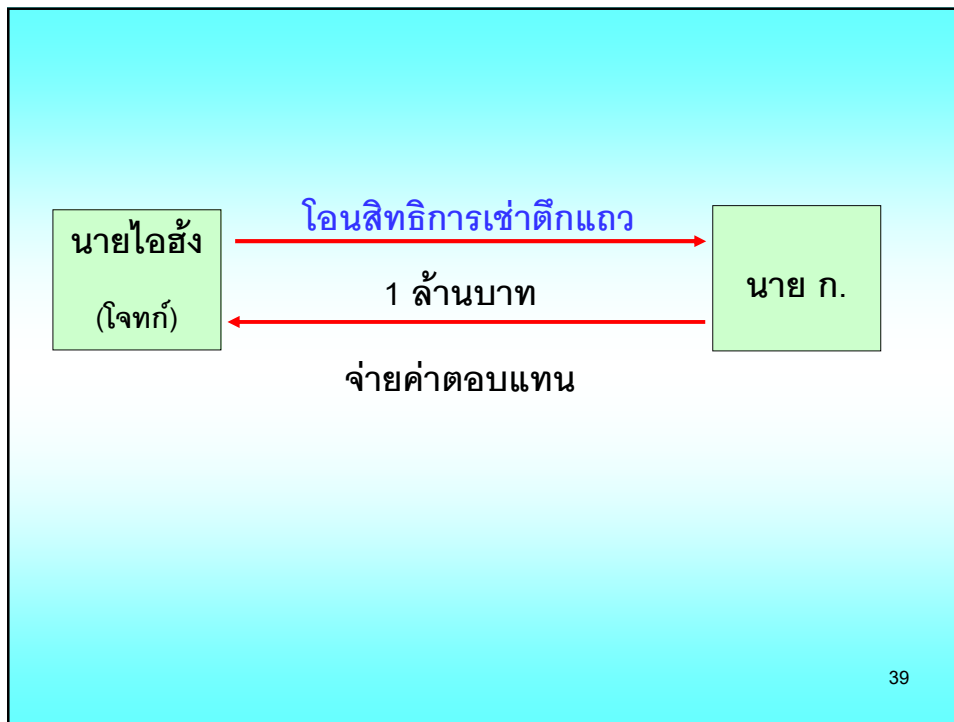 โอนสิทธิการเช่าตึกแถว
นายไอฮ้ง
(โจทก์)
1 ล้านบาท
นาย ก.
จ่ายค่าตอบแทน
39